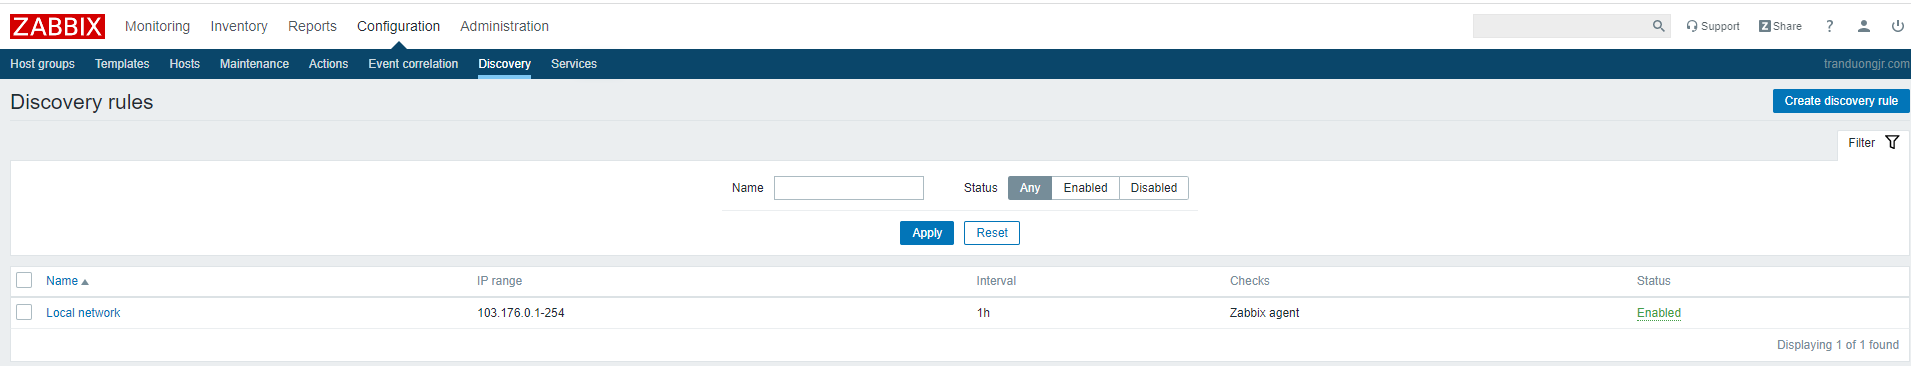 ZABBIX Monitoring Inventory Reports Configuration Administration Support Z Share ?
Host groups Templates Hosts Maintenance Actions Event correlation Discovery Services tranduongjr.com
Discovery rules Create discovery rule
Filter
Name Status Any Enabled Disabled
Apply Reset
Name IP range Interval Checks Status
Local network 103.176.0.1-254 1h Zabbix agent Enabled
Displaying 1 of 1 found